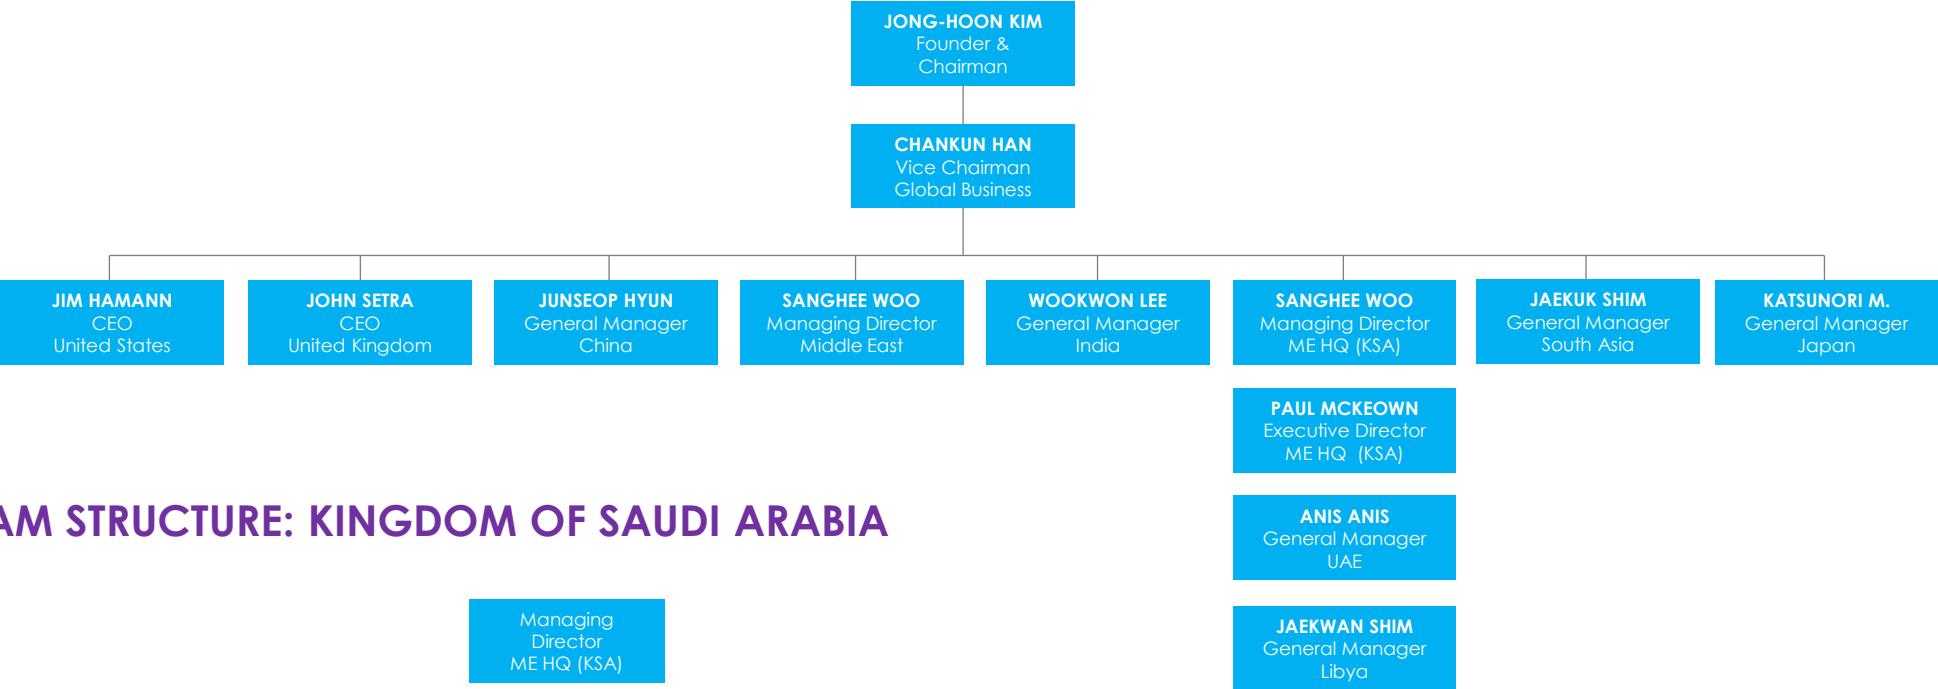 JONG-HOON KIM
Founder &
Chairman
CHANKUN HAN
Vice Chairman
Global Business
JIM HAMANN
CEO
United States
JOHN SETRA
CEO
United Kingdom
JUNSEOP HYUN
General Manager
China
SANGHEE WOO
Managing Director
Middle East
WOOKWON LEE
General Manager
India
SANGHEE WOO
Managing Director
ME HQ (KSA)
JAEKUK SHIM
General Manager
South Asia
KATSUNORI M.
General Manager
Japan
PAUL MCKEOWN
Executive Director
ME HQ (KSA)
ANIS ANIS
General Manager
UAE
JAEKWAN SHIM
General Manager
Libya
AM STRUCTURE: KINGDOM OF SAUDI ARABIA
Managing
Director
ME HQ (KSA)